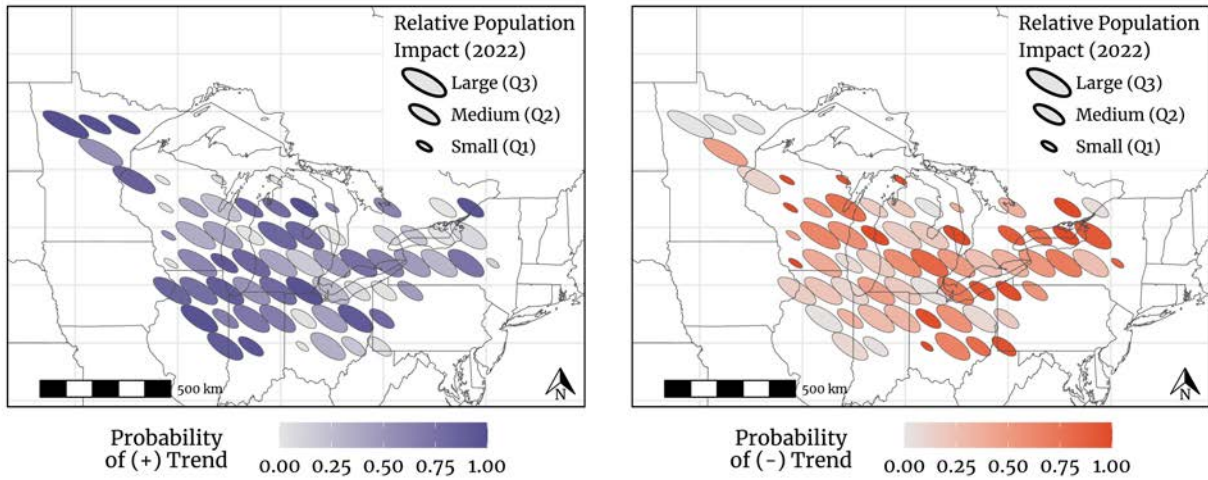 Relative Population
Impact (2022)
Large (Q3)
Medium (Q2)
Small (Q1)
500 km
N
Probability
of (+) Trend
0.00 0.25 0.50 0.75 1.00
Relative Population
Impact (2022)
Large (Q3)
Medium (Q2)
Small (Q1)
500 km
N
Probability
of (-) Trend
0.00 0.25 0.50 0.75 1.00